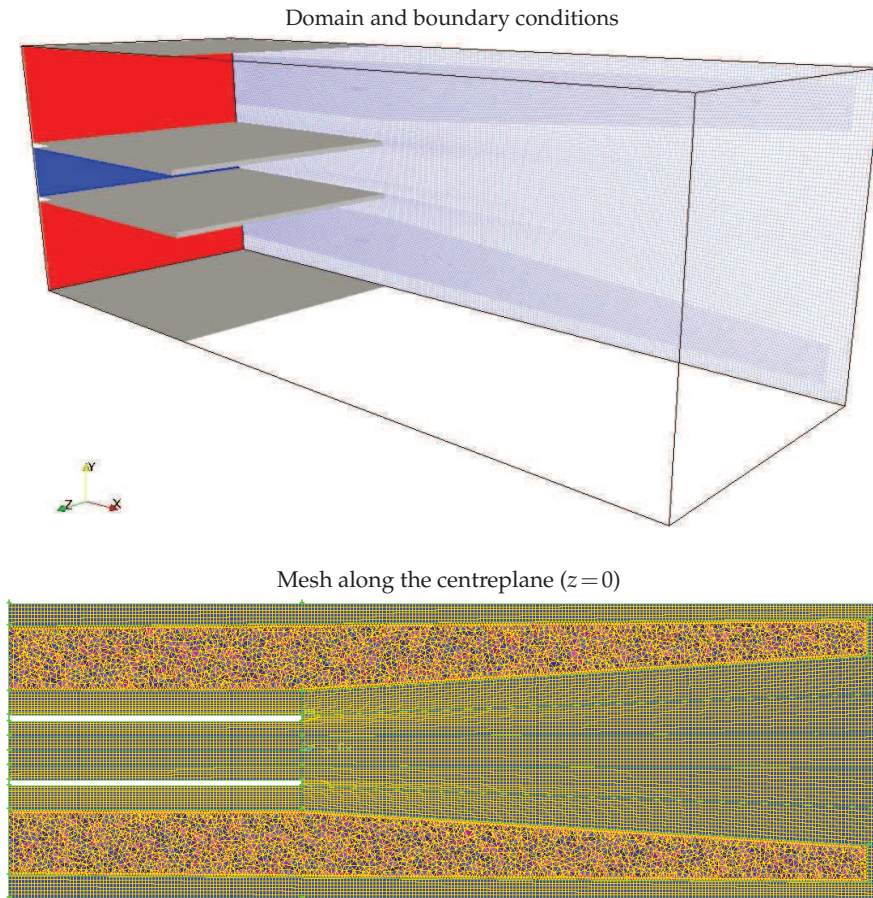 Domain and boundary conditions
Y
Z
X
Mesh along the centreplane (z=0)